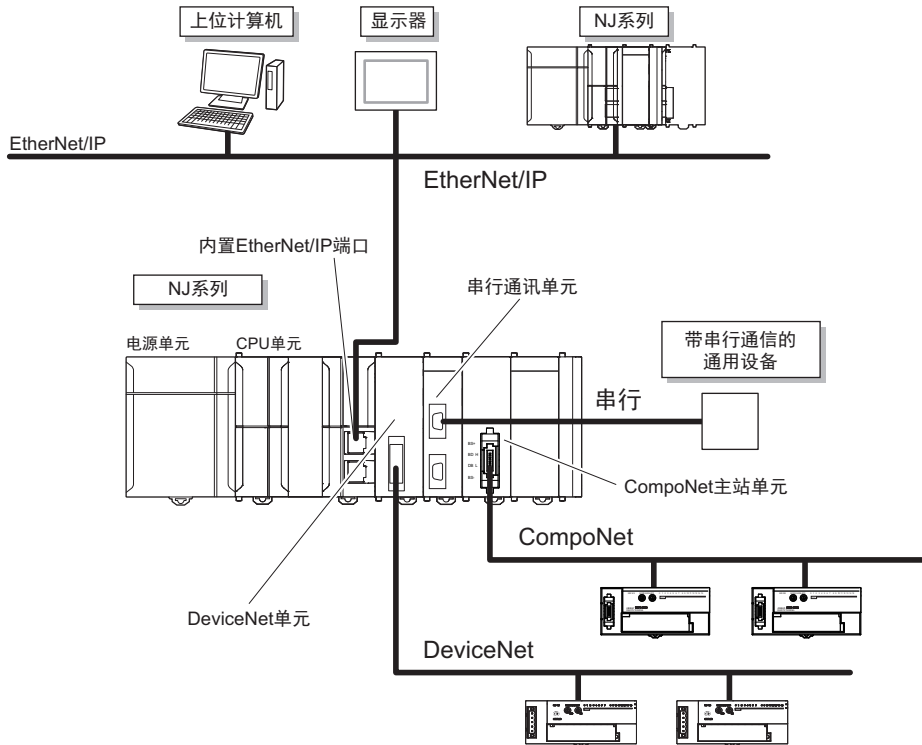 上位计算机
显示器
NJ系列
EtherNet/IP
EtherNet/IP
内置EtherNet/IP端口
NJ系列
串行通讯单元
电源单元
CPU单元
带串行通信的
通用设备
串行
CompoNet主站单元
CompoNet
DeviceNet单元
DeviceNet